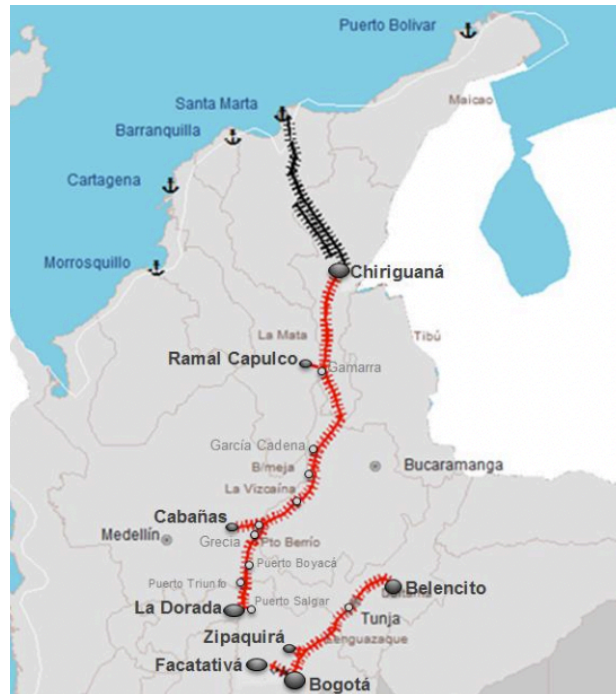 Puerto Bolivar
Maicao
Santa Marta
Barranquilla
Cartagena
Morrosquillo
Chiriguaná
La Mata
Tibú
Ramal Capulco
Gamarra
García Cadena
B/meja
Bucaramanga
La Vizcaína
Cabañas
Medellín
Grecia
Pto Berrío
Puerto Boyacá
Puerto Triunfo
Belencito
La Dorada
Puerto Salgar
Tunja
Zipaquirá
Lenguazaque
Facatativá
Bogotá